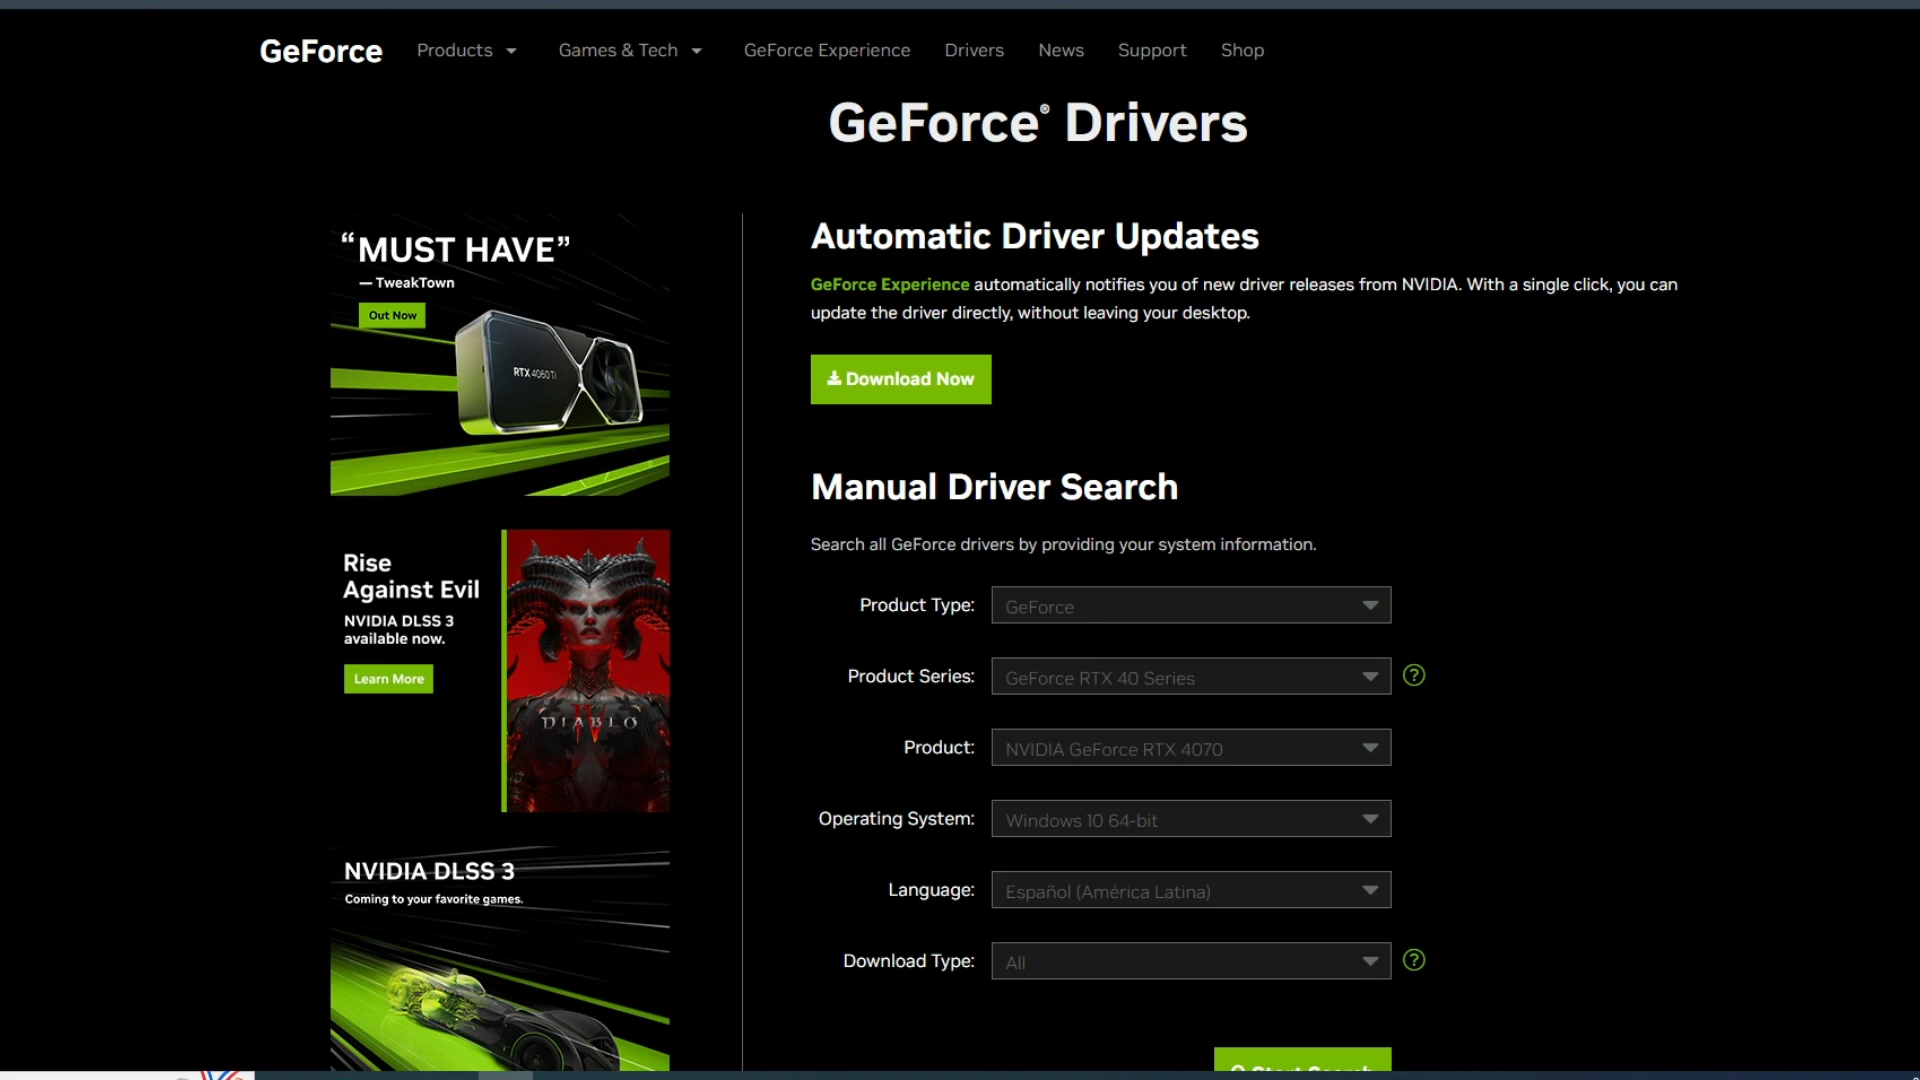 GeForce Products Games & Tech GeForce Experience Drivers News Support Shop
GeForce® Drivers
“MUST HAVE”
— TweakTown
Out Now
RTX 4060 Ti
Rise
Against Evil
NVIDIA DLSS 3
available now.
Learn More
DIABLO
IV
NVIDIA DLSS 3
Coming to your favorite games.
Automatic Driver Updates
GeForce Experience automatically notifies you of new driver releases from NVIDIA. With a single click, you can
update the driver directly, without leaving your desktop.
Download Now
Manual Driver Search
Search all GeForce drivers by providing your system information.
Product Type: GeForce
Product Series: GeForce RTX 40 Series ?
Product: NVIDIA GeForce RTX 4070
Operating System: Windows 10 64-bit
Language: Español (América Latina)
Download Type: All ?
Start Search